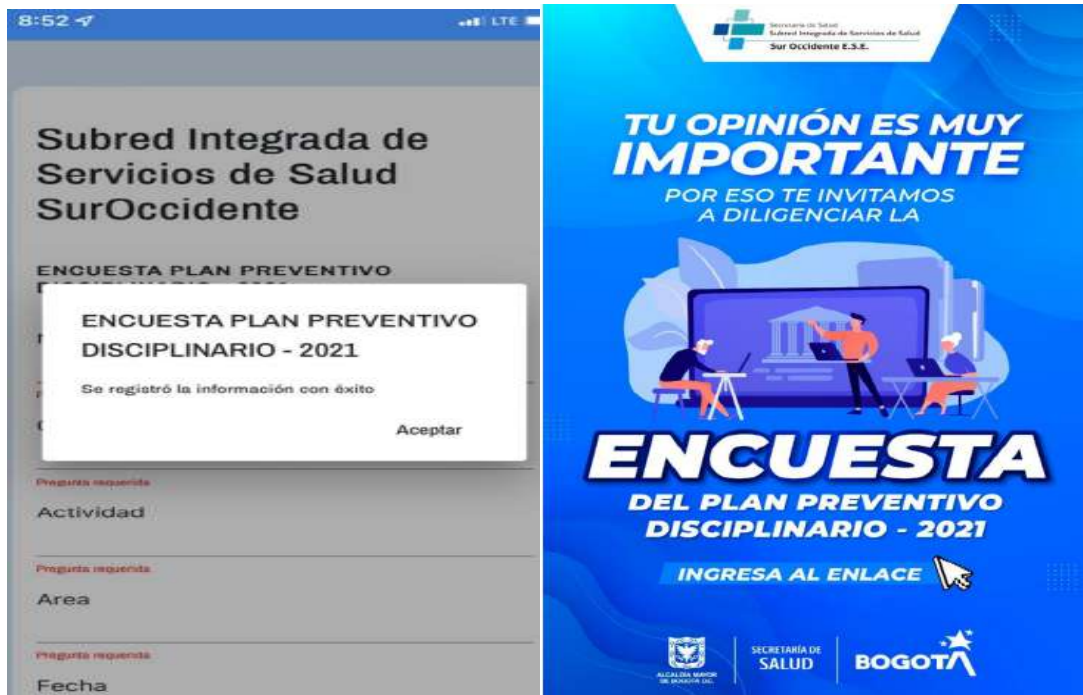 8:52
LTE
Subred Integrada de
Servicios de Salud
SurOccidente
ENCUESTA PLAN PREVENTIVO
ENCUESTA PLAN PREVENTIVO
DISCIPLINARIO - 2021
Se registró la información con éxito
Aceptar
Pregunta requerida
Actividad
Pregunta requerida
Area
Pregunta requerida
Fecha
Secretaría de Salud
Subred Integrada de Servicios de Salud
Sur Occidente E.S.E.
TU OPINIÓN ES MUY
IMPORTANTE
POR ESO TE INVITAMOS
A DILIGENCIAR LA
ENCUESTA
DEL PLAN PREVENTIVO
DISCIPLINARIO - 2021
INGRESA AL ENLACE
ALCALDÍA MAYOR
DE BOGOTÁ D.C.
SECRETARÍA DE
SALUD
BOGOTÁ